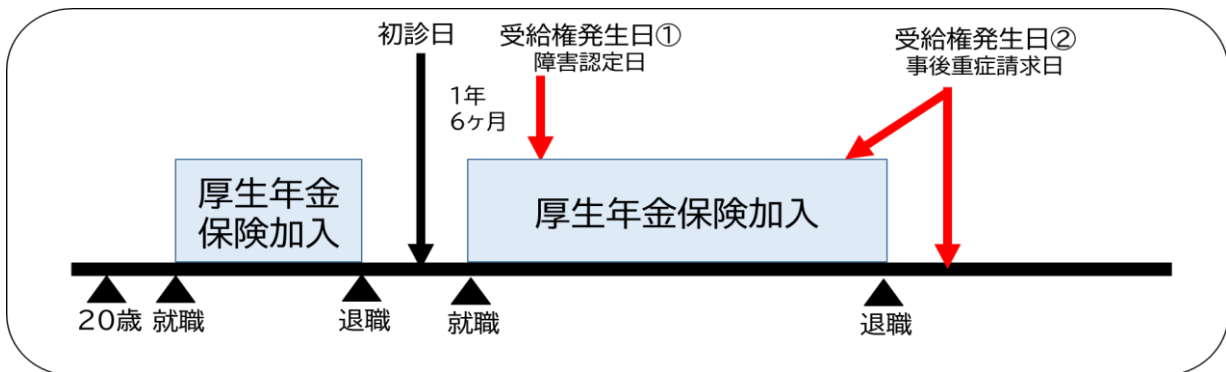 初診日
受給権発生日①
障害認定日
受給権発生日②
事後重症請求日
1年
6ヶ月
厚生年金
保険加入
厚生年金保険加入
20歳
就職
退職
就職
退職